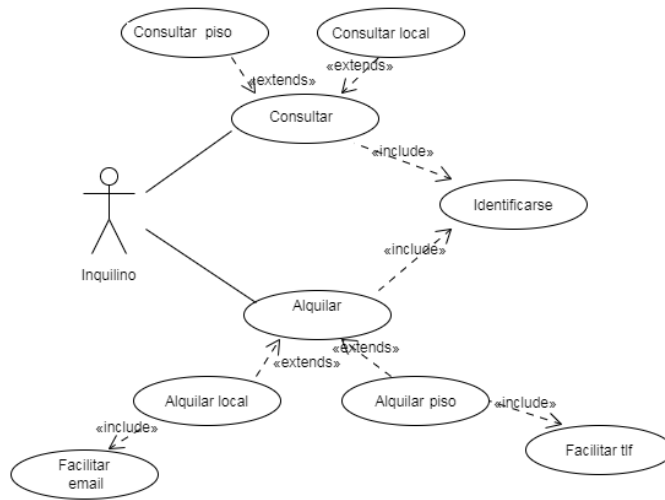 Consultar piso
Consultar local
«extends»
«extends»
Consultar
«include»
Identificarse
«include»
Inquilino
Alquilar
«extends»
«extends»
Alquilar local
Alquilar piso
«include»
«include»
Facilitar tlf
Facilitar
email